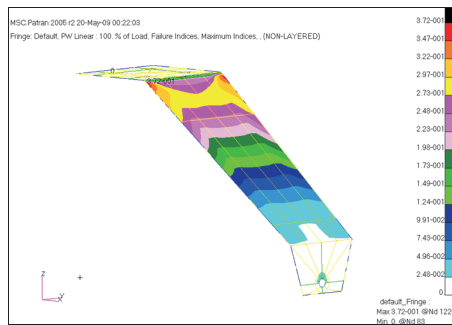 MSC.Patran 2005 r2 20-May-09 00:22:03
Fringe: Default, PW Linear : 100. % of Load, Failure Indices, Maximum Indices, , (NON-LAYERED)
3.72-001
3.47-001
3.22-001
2.97-001
2.73-001
2.48-001
2.23-001
1.98-001
1.73-001
1.49-001
1.24-001
9.91-002
7.43-002
4.96-002
2.48-002
0
0
Z
Y
X
default_Fringe :
Max 3.72-001 @Nd 122
Min 0. @Nd 83